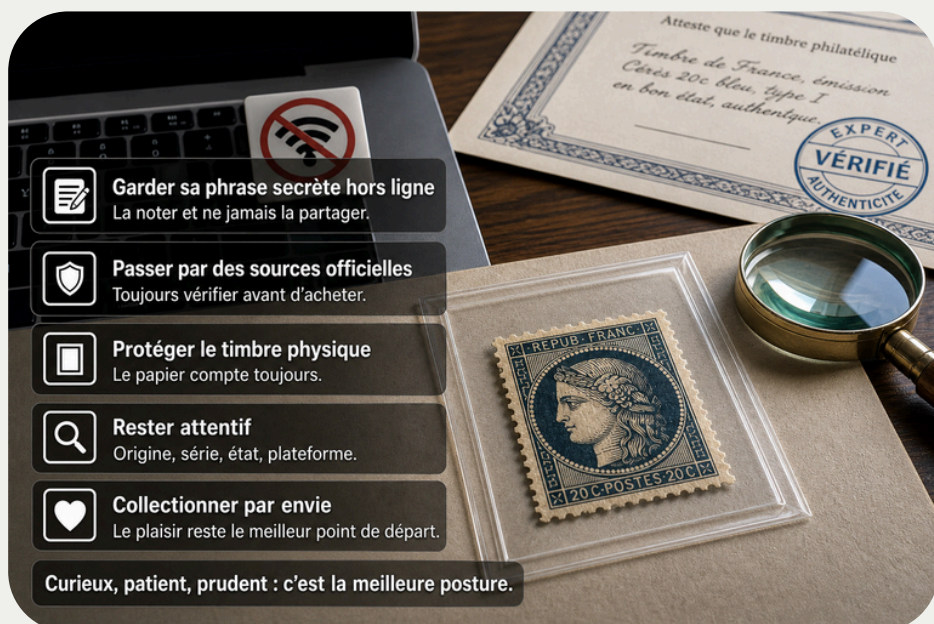 Garder sa phrase secrète hors ligne
La noter et ne jamais la partager.
Passer par des sources officielles
Toujours vérifier avant d'acheter.
Protéger le timbre physique
Le papier compte toujours.
Rester attentif
Origine, série, état, plateforme.
Collectionner par envie
Le plaisir reste le meilleur point de départ.
Curieux, patient, prudent : c'est la meilleure posture.
Atteste que le timbre philatélique
Timbre de France, émission
Cérès 20c bleu, type I
en bon état, authentique.
EXPERT
VÉRIFIÉ
AUTHENTICITÉ
REPUB·FRANC
20C·POSTES·20C